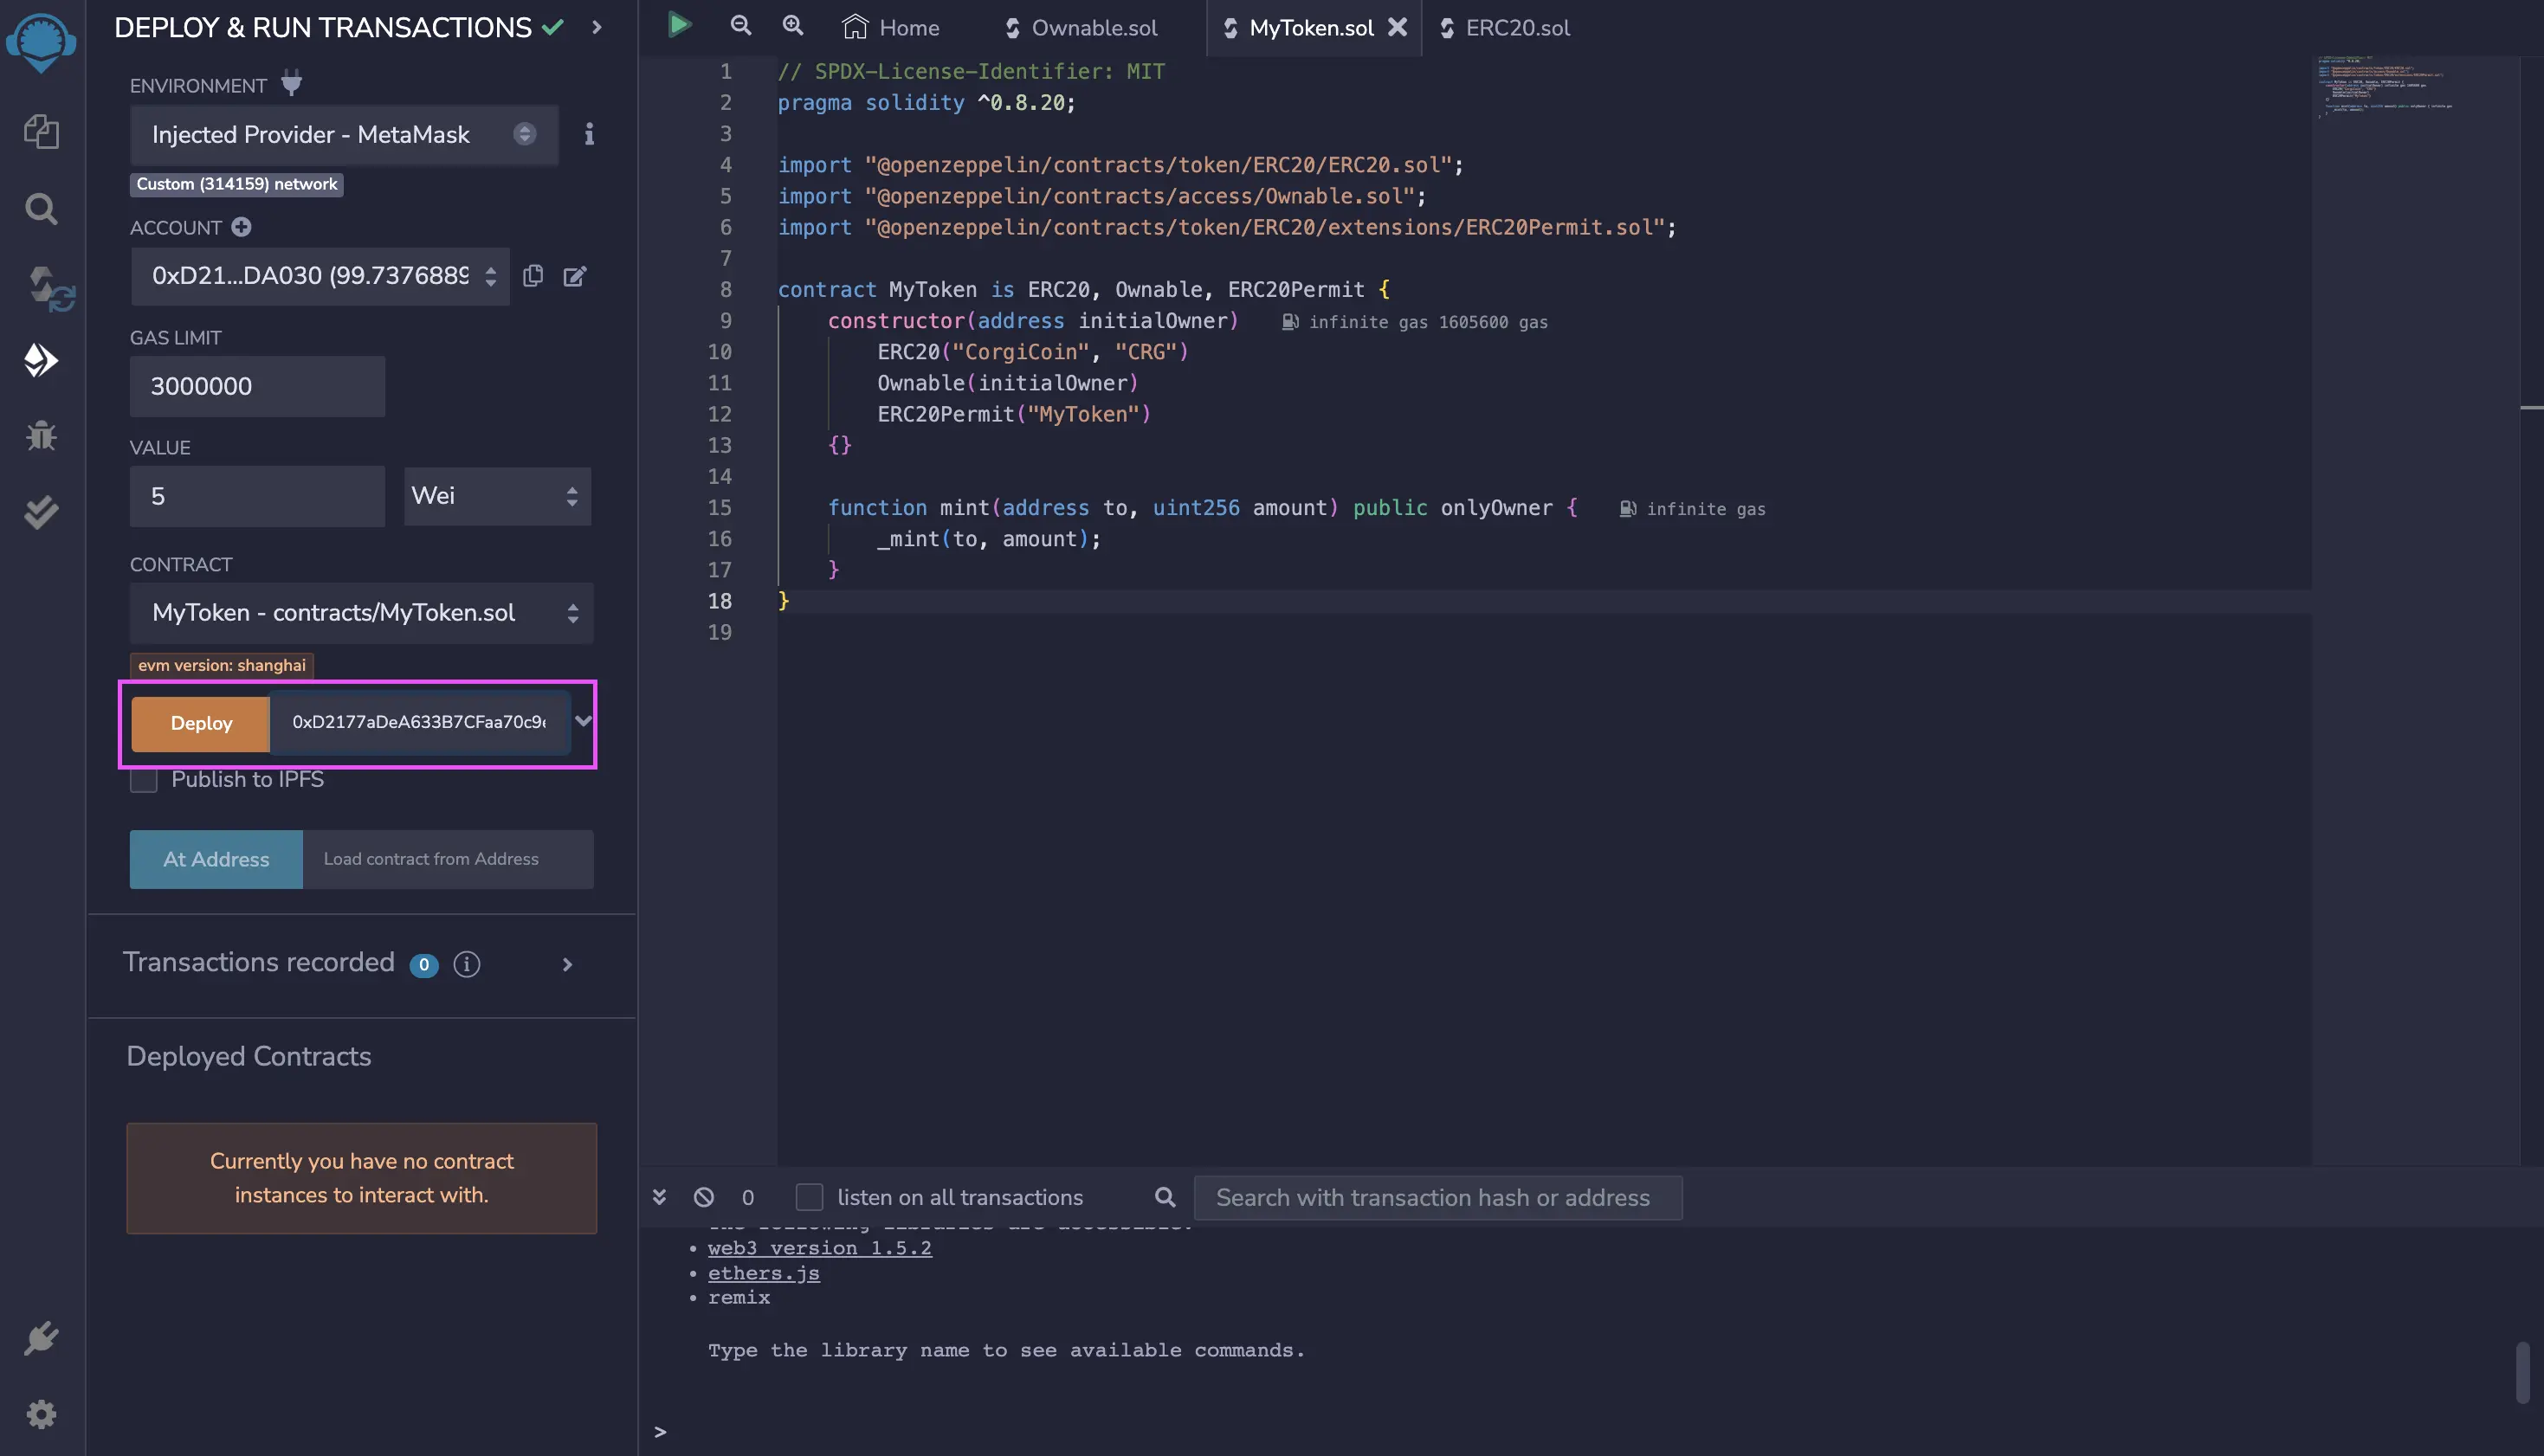 DEPLOY & RUN TRANSACTIONS
ENVIRONMENT
Injected Provider - MetaMask
Custom (314159) network
ACCOUNT
0xD21...DA030 (99.7376889
GAS LIMIT
3000000
VALUE
5
Wei
CONTRACT
MyToken - contracts/MyToken.sol
evm version: shanghai
Deploy
0xD2177aDeA633B7CFaa70c9e
Publish to IPFS
At Address
Load contract from Address
Transactions recorded 0 i
Deployed Contracts
Currently you have no contract
instances to interact with.
Home
Ownable.sol
MyToken.sol
ERC20.sol
1 // SPDX-License-Identifier: MIT
2 pragma solidity ^0.8.20;
3
4 import "@openzeppelin/contracts/token/ERC20/ERC20.sol";
5 import "@openzeppelin/contracts/access/Ownable.sol";
6 import "@openzeppelin/contracts/token/ERC20/extensions/ERC20Permit.sol";
7
8 contract MyToken is ERC20, Ownable, ERC20Permit {
9 constructor(address initialOwner) infinite gas 1605600 gas
10 ERC20("CorgiCoin", "CRG")
11 Ownable(initialOwner)
12 ERC20Permit("MyToken")
13 {}
14
15 function mint(address to, uint256 amount) public onlyOwner { infinite gas
16 _mint(to, amount);
17 }
18 }
19
0
listen on all transactions
Search with transaction hash or address
The following libraries are accessible:
• web3 version 1.5.2
• ethers.js
• remix
Type the library name to see available commands.
>